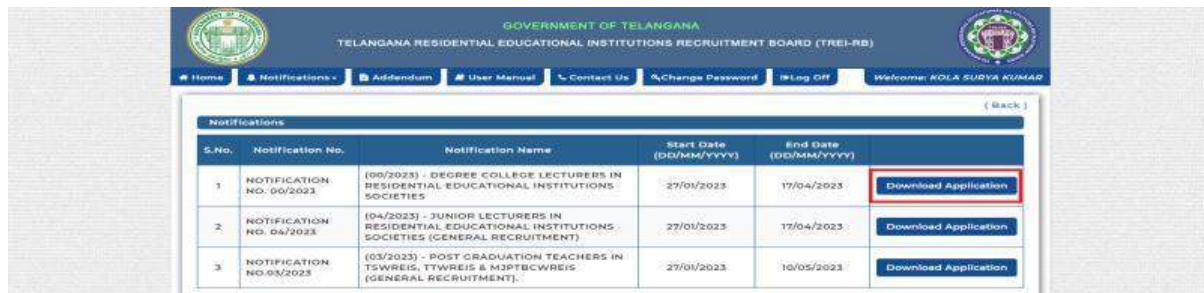 GOVERNMENT OF TELANGANA
TELANGANA RESIDENTIAL EDUCATIONAL INSTITUTIONS RECRUITMENT BOARD (TREI-RB)
Home Notifications Addendum User Manual Contact Us Change Password Log Off Welcome: KOLA SURYA KUMAR
( Back )
Notifications
S.No. Notification No. Notification Name Start Date (DD/MM/YYYY) End Date (DD/MM/YYYY)
1 NOTIFICATION NO. 00/2023 (00/2023) - DEGREE COLLEGE LECTURERS IN RESIDENTIAL EDUCATIONAL INSTITUTIONS SOCIETIES 27/01/2023 17/04/2023 Download Application
2 NOTIFICATION NO. 04/2023 (04/2023) - JUNIOR LECTURERS IN RESIDENTIAL EDUCATIONAL INSTITUTIONS SOCIETIES (GENERAL RECRUITMENT) 27/01/2023 17/04/2023 Download Application
3 NOTIFICATION NO.03/2023 (03/2023) - POST GRADUATION TEACHERS IN TSWREIS, TTWREIS & MJPTBCWREIS (GENERAL RECRUITMENT). 27/01/2023 10/05/2023 Download Application